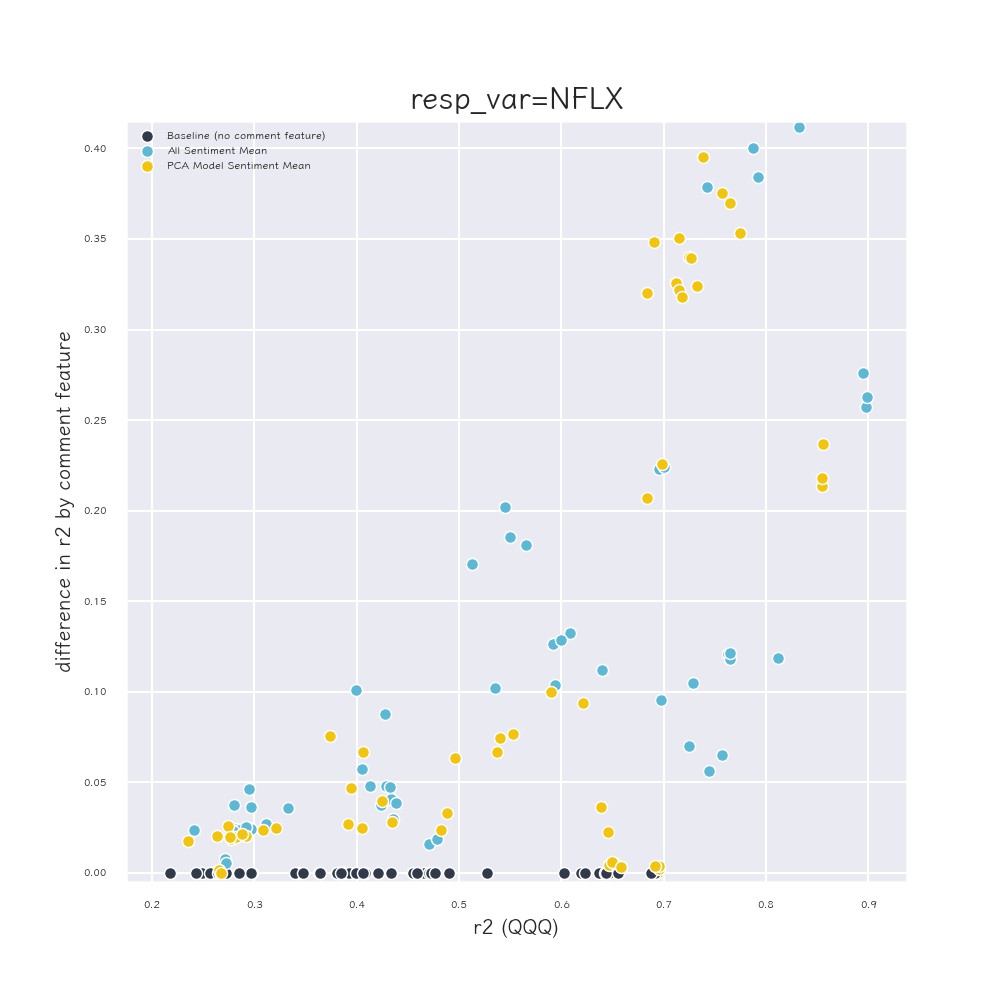 resp_var=NFLX
Baseline (no comment feature)
All Sentiment Mean
PCA Model Sentiment Mean
difference in r2 by comment feature
0.40
0.35
0.30
0.25
0.20
0.15
0.10
0.05
0.00
0.2 0.3 0.4 0.5 0.6 0.7 0.8 0.9
r2 (QQQ)